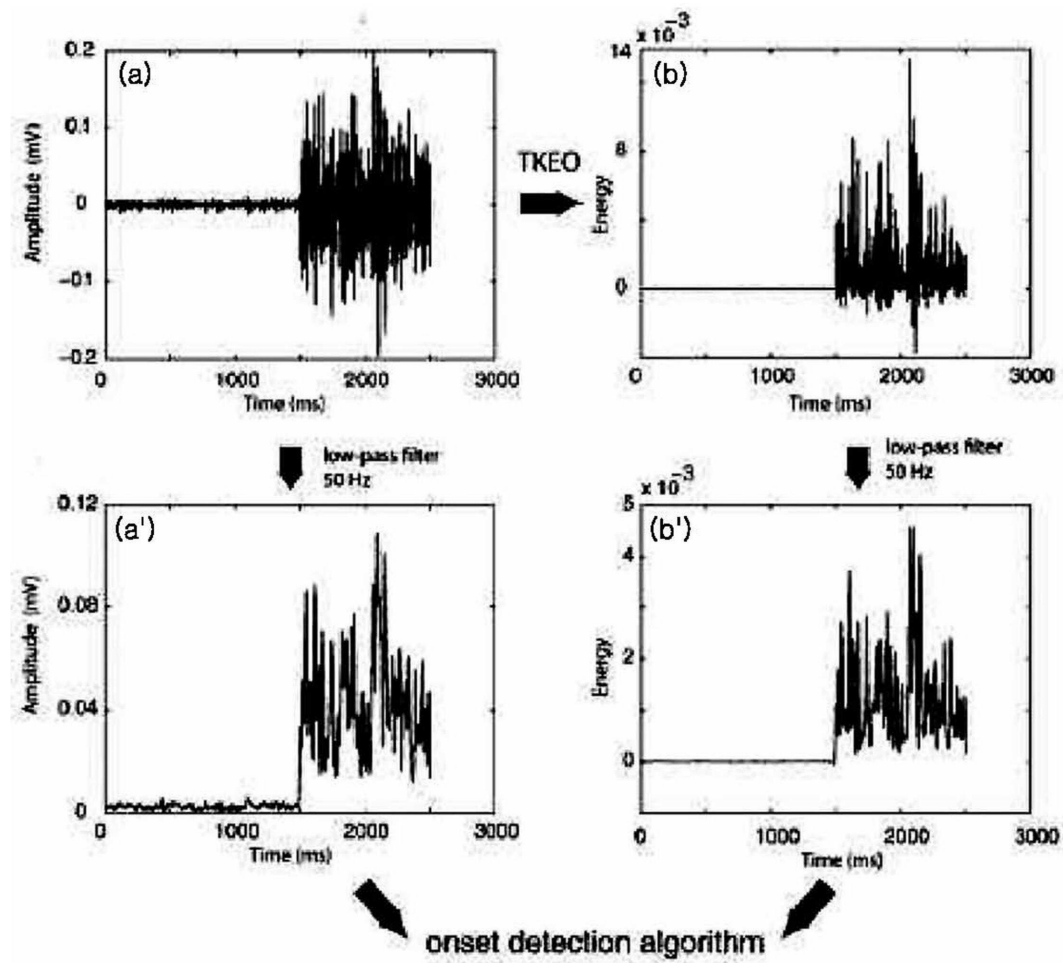 (a)
0.2
0.1
0
−0.1
−0.2
Amplitude (mV)
0 1000 2000 3000
Time (ms)
TKEO
x 10⁻³
(b)
14
8
4
0
Energy
0 1000 2000 3000
Time (ms)
low-pass filter
50 Hz
low-pass filter
50 Hz
(a')
0.12
0.08
0.04
0
Amplitude (mV)
0 1000 2000 3000
Time (ms)
x 10⁻³
(b')
5
4
2
0
Energy
0 1000 2000 3000
Time (ms)
onset detection algorithm